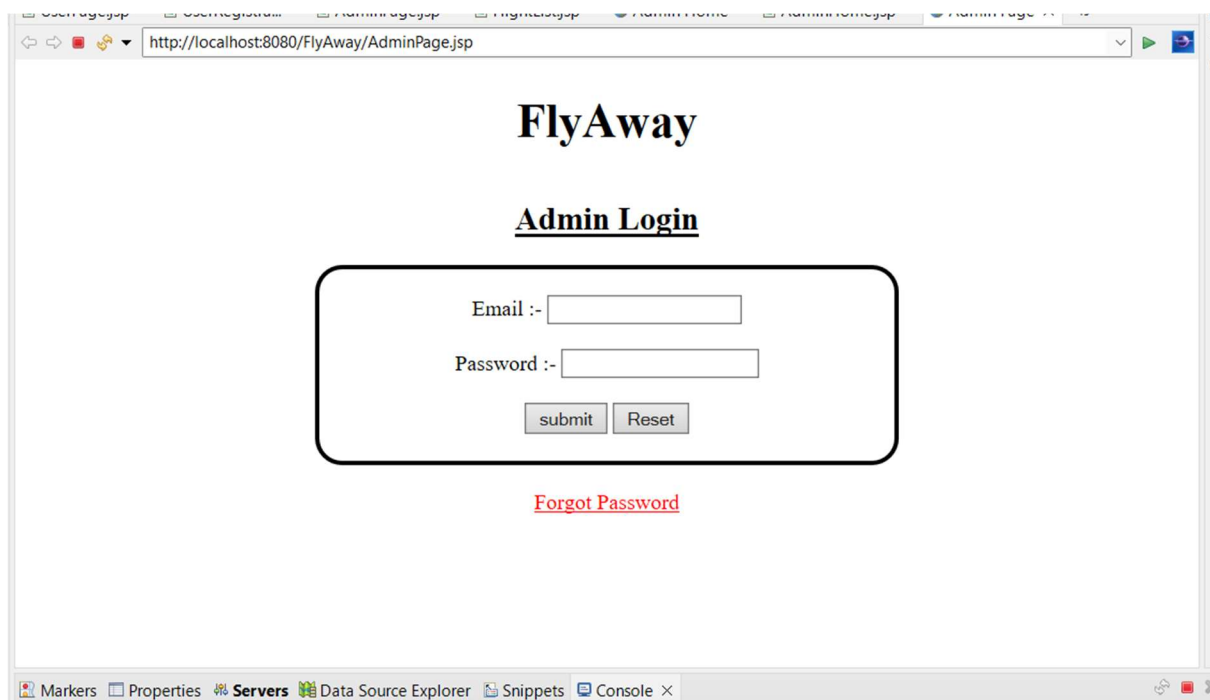 http://localhost:8080/FlyAway/AdminPage.jsp
FlyAway
Admin Login
Email :-
Password :-
submit Reset
Forgot Password
Markers Properties Servers Data Source Explorer Snippets Console